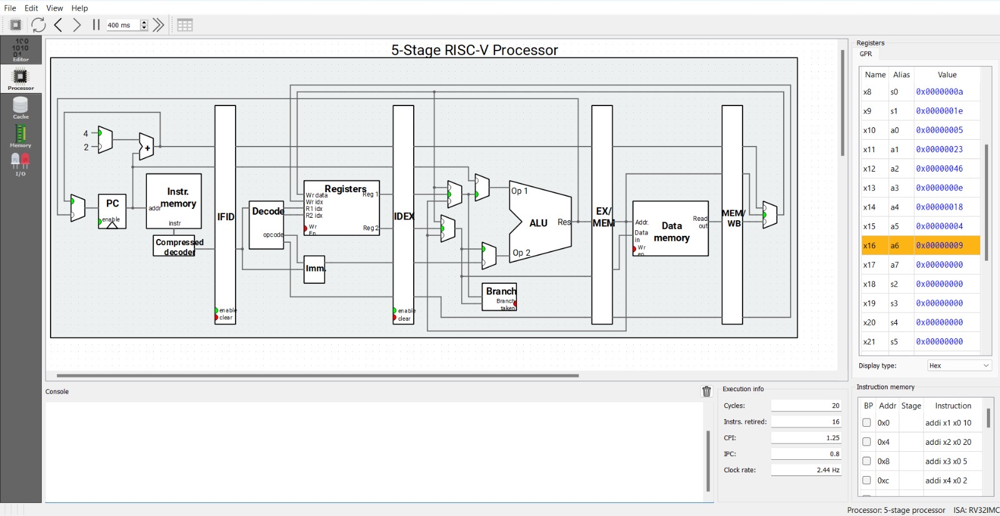 File Edit View Help
400 ms
100
1010
01
Editor
Processor
Cache
Memory
I/O
5-Stage RISC-V Processor
4
2
+
PC
enable
Instr.
memory
addr
instr
Compressed
decoder
IFID
enable
clear
Decode
opcode
Registers
Wr data
Wr idx
R1 idx
R2 idx
Wr
En
Reg 1
Reg 2
Imm.
IDEX
enable
clear
Op 1
ALU
Res
Op 2
Branch
Branch
taken
EX/
MEM
Addr.
Data
in
Wr
en
Data
memory
Read
out
MEM/
WB
Registers
GPR
Name Alias Value
x8 s0 0x0000000a
x9 s1 0x0000001e
x10 a0 0x00000005
x11 a1 0x00000023
x12 a2 0x00000046
x13 a3 0x0000000e
x14 a4 0x00000018
x15 a5 0x00000004
x16 a6 0x00000009
x17 a7 0x00000000
x18 s2 0x00000000
x19 s3 0x00000000
x20 s4 0x00000000
x21 s5 0x00000000
Display type: Hex
Console
Execution info
Cycles: 20
Instrs. retired: 16
CPI: 1.25
IPC: 0.8
Clock rate: 2.44 Hz
Instruction memory
BP Addr Stage Instruction
0x0 addi x1 x0 10
0x4 addi x2 x0 20
0x8 addi x3 x0 5
0xc addi x4 x0 2
Processor: 5-stage processor ISA: RV32IMC